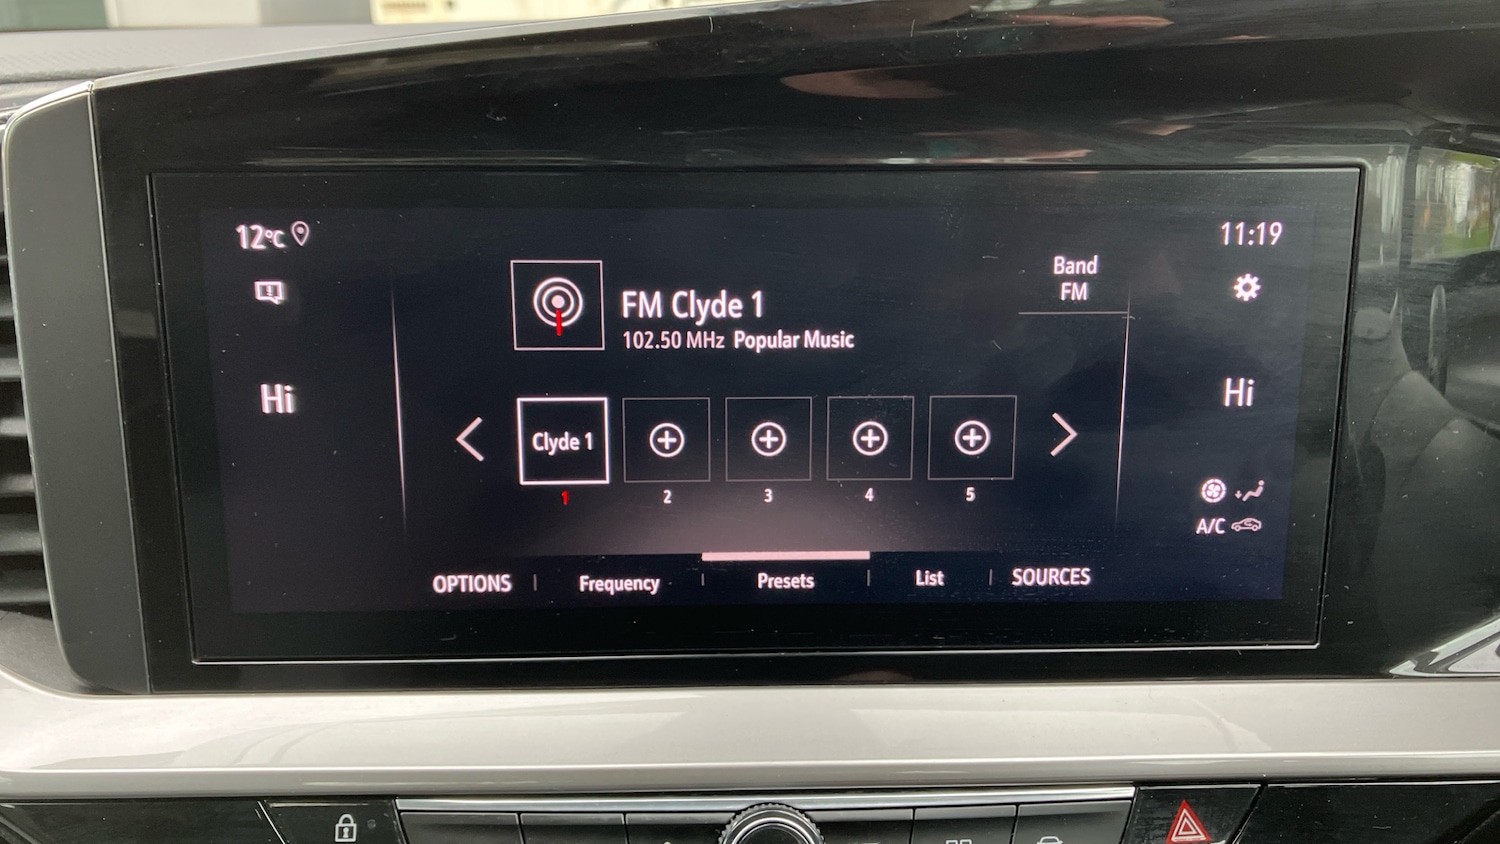 12°C
11:19
Band
FM
FM Clyde 1
102.50 MHz Popular Music
Hi
Hi
Clyde 1
1
2
3
4
5
A/C
OPTIONS | Frequency | Presets | List | SOURCES